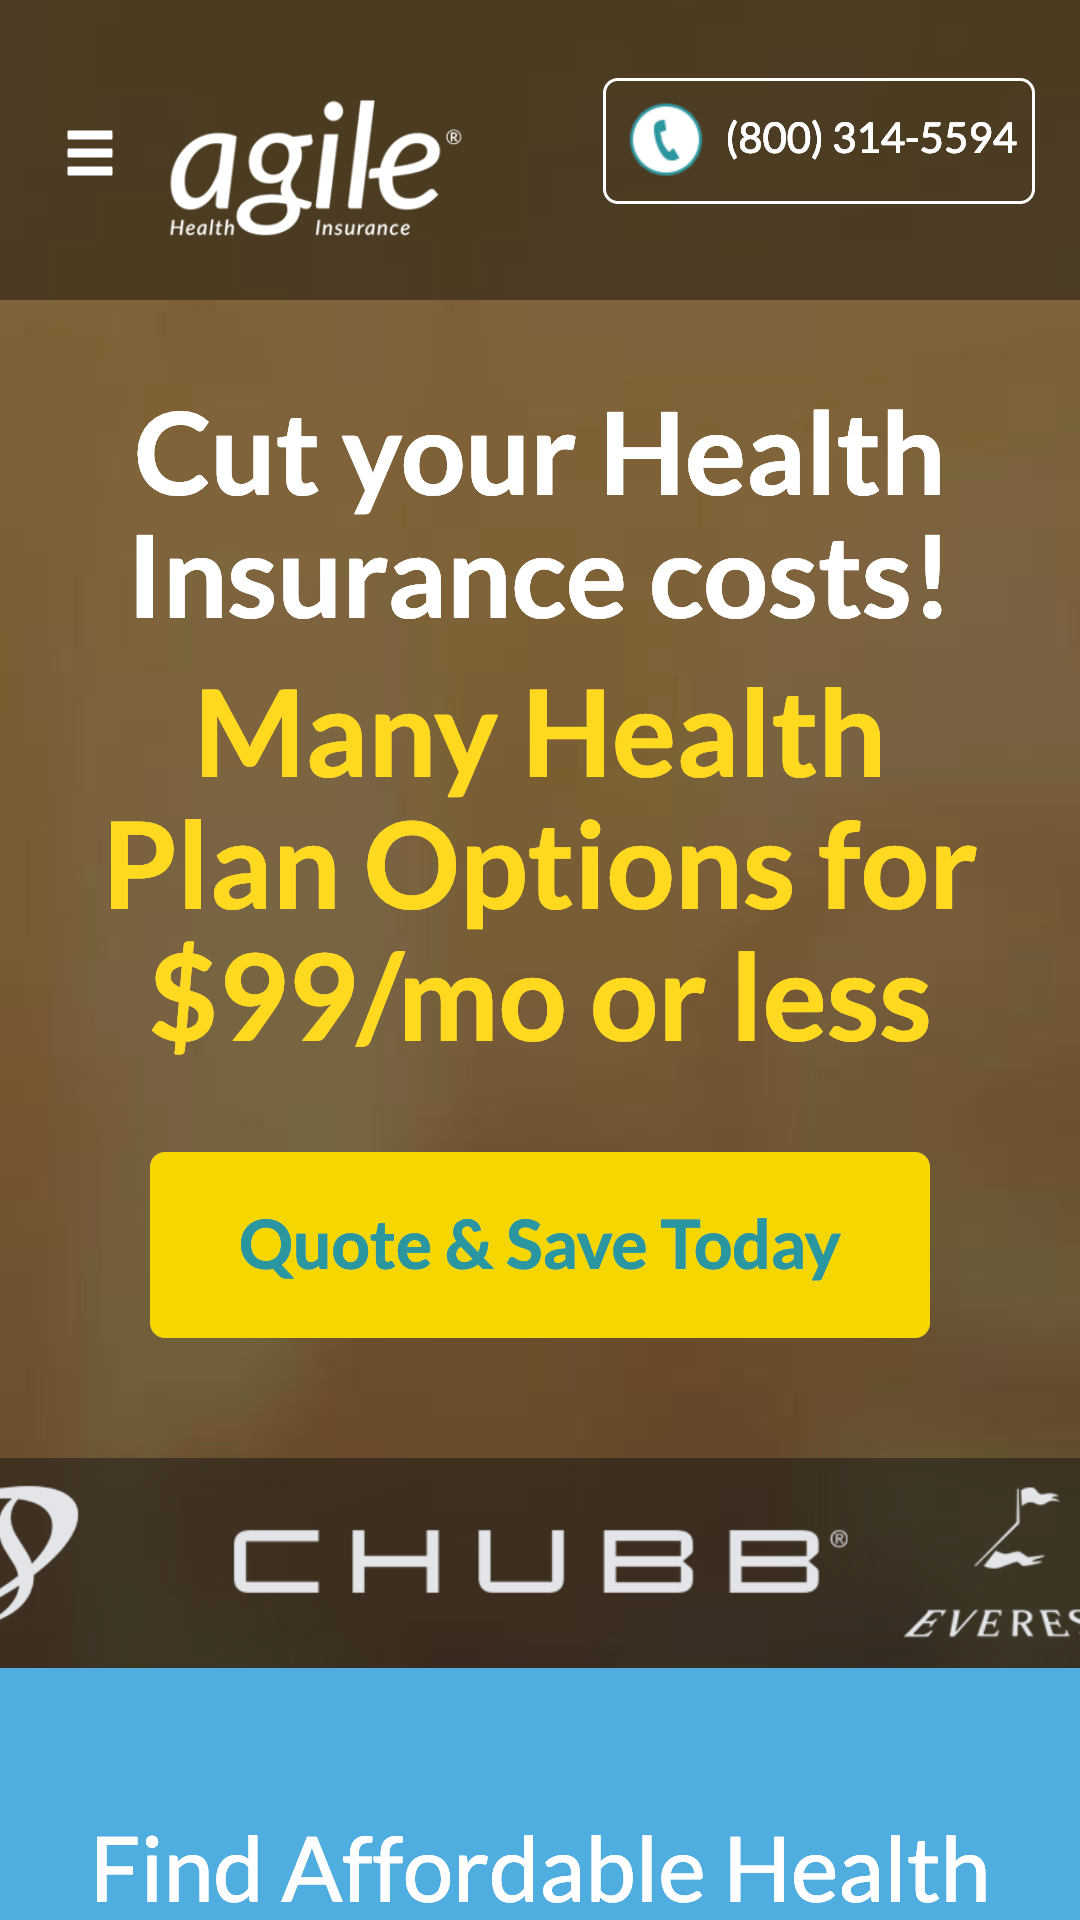 agile®
Health Insurance
(800) 314-5594
Cut your Health
Insurance costs!
Many Health
Plan Options for
$99/mo or less
Quote & Save Today
CHUBB®
EVERES
Find Affordable Health